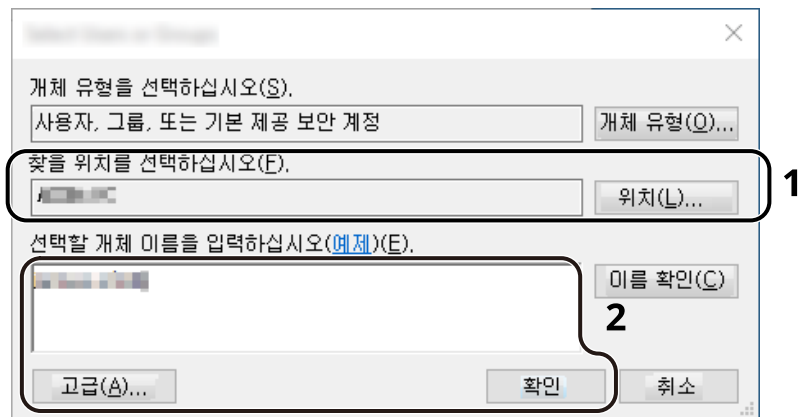 개체 유형을 선택하십시오(S).
사용자, 그룹, 또는 기본 제공 보안 계정
개체 유형(O)...
찾을 위치를 선택하십시오(F).
위치(L)...
1
선택할 개체 이름을 입력하십시오(예제)(E).
이름 확인(C)
2
고급(A)...
확인
취소